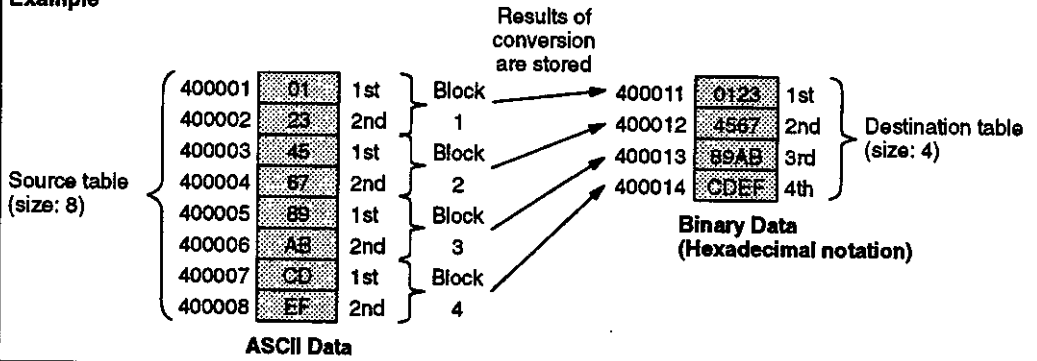 Example
Results of
conversion
are stored
Source table
(size: 8)
400001 01 1st
400002 23 2nd
400003 45 1st
400004 67 2nd
400005 89 1st
400006 AB 2nd
400007 CD 1st
400008 EF 2nd
ASCII Data
Block
1
Block
2
Block
3
Block
4
400011 0123 1st
400012 4567 2nd
400013 89AB 3rd
400014 CDEF 4th
Destination table
(size: 4)
Binary Data
(Hexadecimal notation)